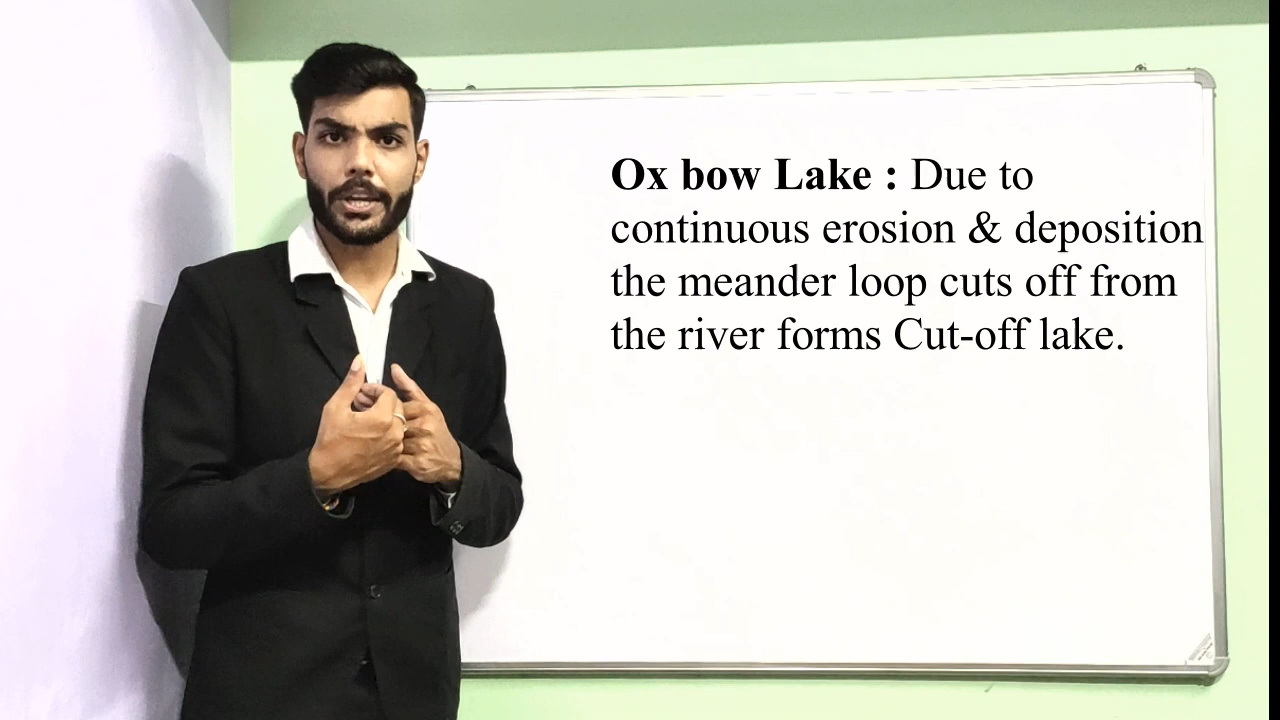 Ox bow Lake : Due to
continuous erosion & deposition
the meander loop cuts off from
the river forms Cut-off lake.